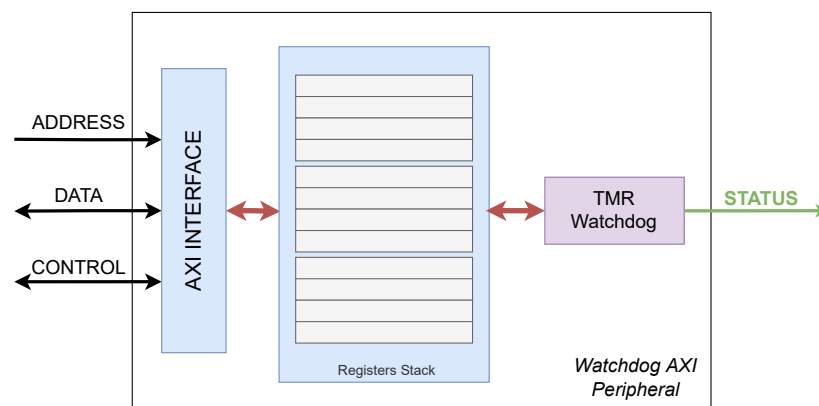 ADDRESS
DATA
CONTROL
AXI INTERFACE
Registers Stack
TMR
Watchdog
STATUS
Watchdog AXI
Peripheral